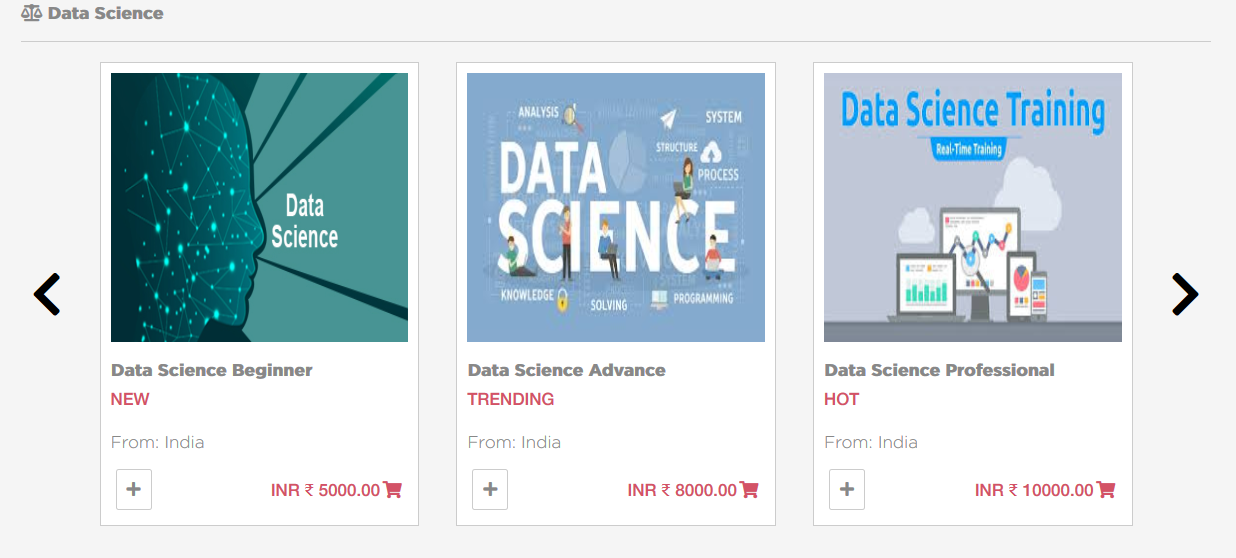 Data Science
Data
Science
Data Science Beginner
NEW
From: India
INR ₹ 5000.00
ANALYSIS
SYSTEM
STRUCTURE
DATA
PROCESS
SCIENCE
KNOWLEDGE
SOLVING
PROGRAMMING
Data Science Advance
TRENDING
From: India
INR ₹ 8000.00
Data Science Training
Real-Time Training
Data Science Professional
HOT
From: India
INR ₹ 10000.00